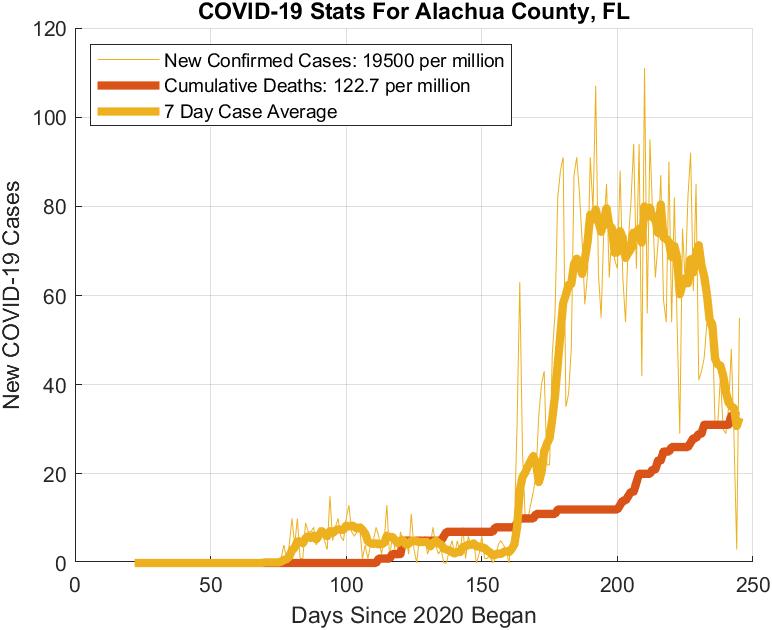 COVID-19 Stats For Alachua County, FL
New Confirmed Cases: 19500 per million
Cumulative Deaths: 122.7 per million
7 Day Case Average
New COVID-19 Cases
120
100
80
60
40
20
0
0 50 100 150 200 250
Days Since 2020 Began